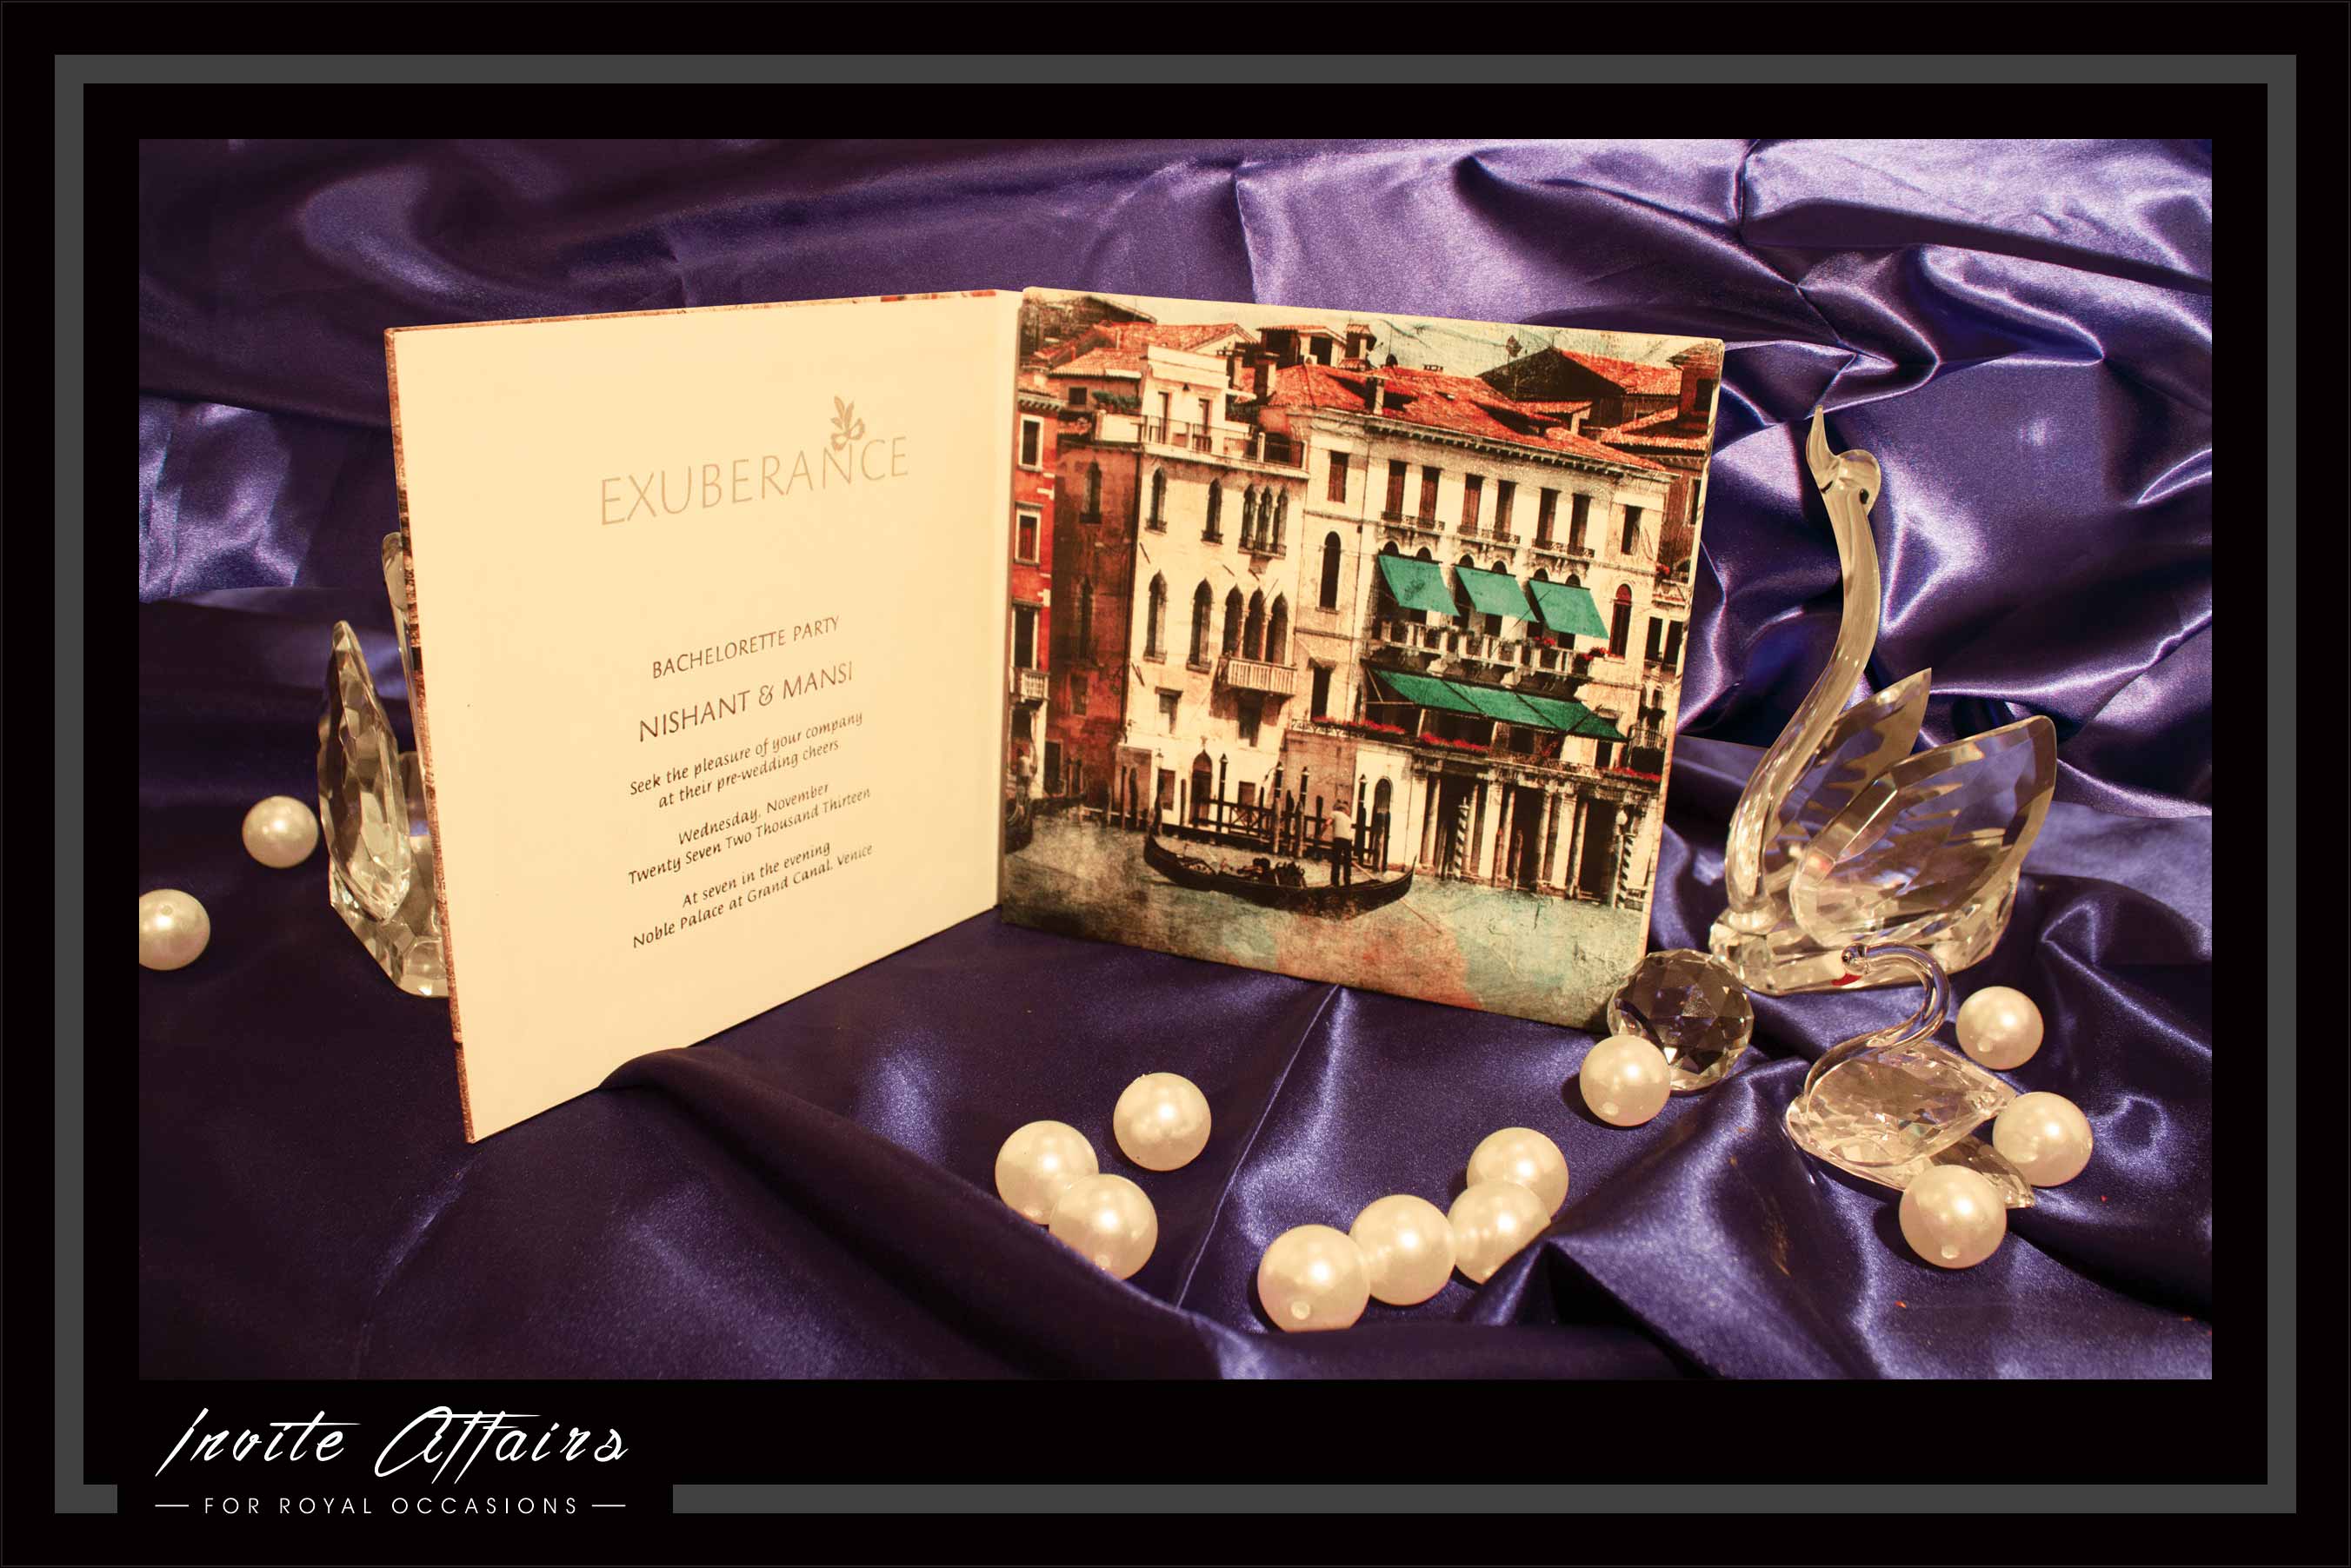 EXUBERANCE
BACHELORETTE PARTY
NISHANT & MANSI
Seek the pleasure of your company
at their pre-wedding cheers
Wednesday, November
Twenty Seven Two Thousand Thirteen
At seven in the evening
Noble Palace at Grand Canal, Venice
Invite Affairs
FOR ROYAL OCCASIONS